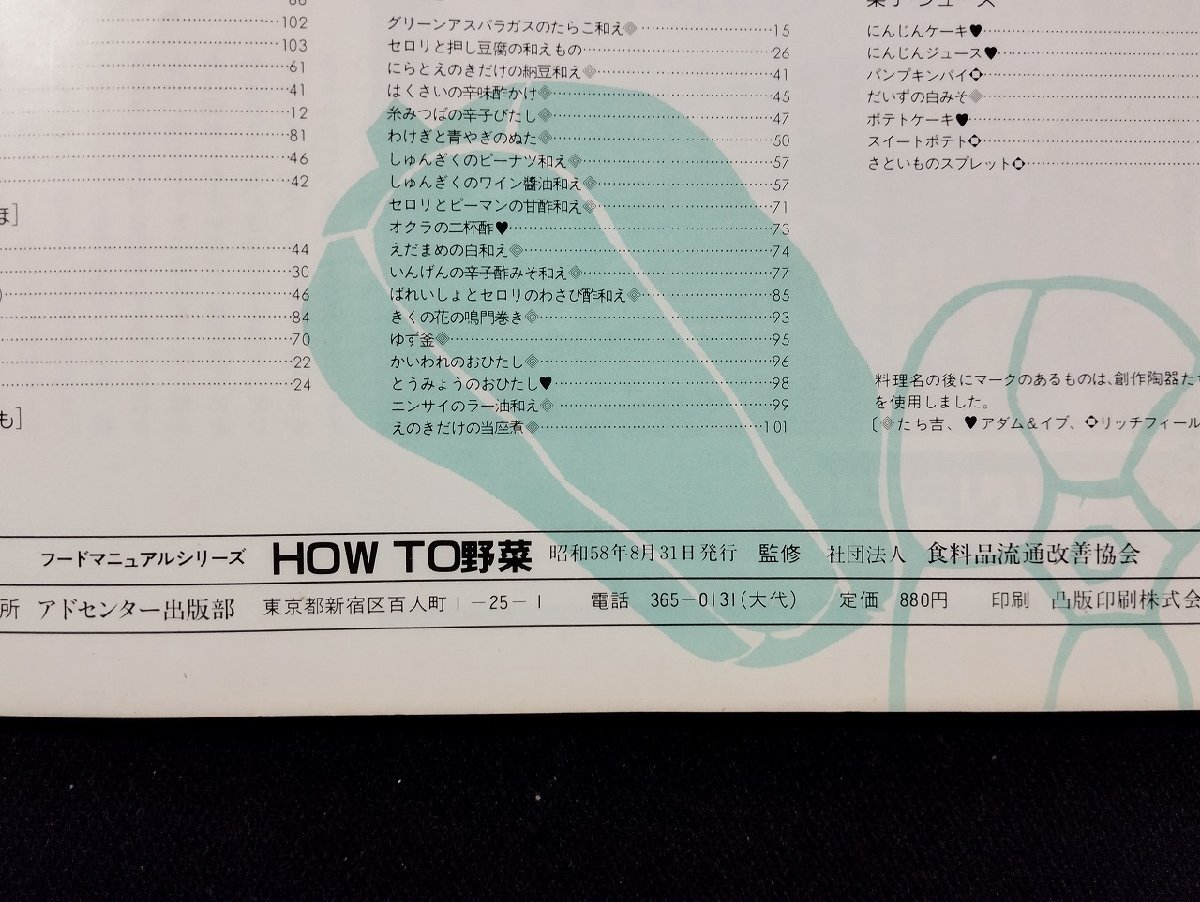 66
102
103
61
41
12
81
46
42
ほ]
44
30
46
84
70
22
24
も]
グリーンアスパラガスのたらこ和え 15
セロリと押し豆腐の和えもの 26
にらとえのきだけの納豆和え 41
はくさいの辛味酢かけ 45
糸みつばの辛子びたし 47
わけぎと青やぎのぬた 50
しゅんぎくのピーナツ和え 57
しゅんぎくのワイン醬油和え 57
セロリとピーマンの甘酢和え 71
オクラの二杯酢♥ 73
えだまめの白和え 74
いんげんの辛子酢みそ和え 77
ばれいしょとセロリのわさび酢和え 85
きくの花の鳴門巻き 93
ゆず釜 95
かいわれのおひたし 96
とうみょうのおひたし♥ 98
ニンサイのラー油和え 99
えのきだけの当座煮 101
菓子・ジュース
にんじんケーキ♥
にんじんジュース♥
パンプキンパイ
だいずの白みそ
ポテトケーキ♥
スイートポテト
さといものスブレット
料理名の後にマークのあるものは、創作陶器た
を使用しました。
〔たち吉、♥アダム&イブ、リッチフィール
フードマニュアルシリーズ HOW TO野菜 昭和58年8月31日発行 監修 社団法人 食料品流通改善協会
所 アドセンター出版部 東京都新宿区百人町1-25-1 電話 365-0131(大代) 定価 880円 印刷 凸版印刷株式会